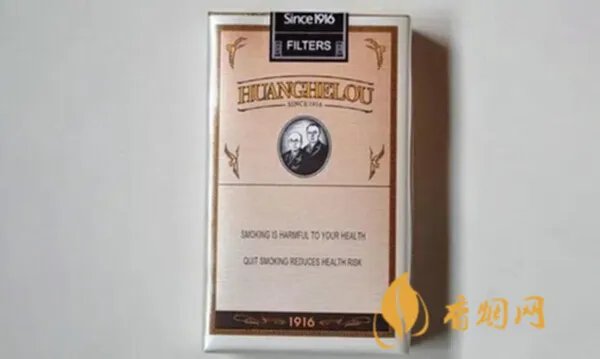 Since 1916
FILTERS
HUANGHELOU
SINCE 1916
SMOKING IS HARMFUL TO YOUR HEALTH
QUIT SMOKING REDUCES HEALTH RISK
1916
有烟网